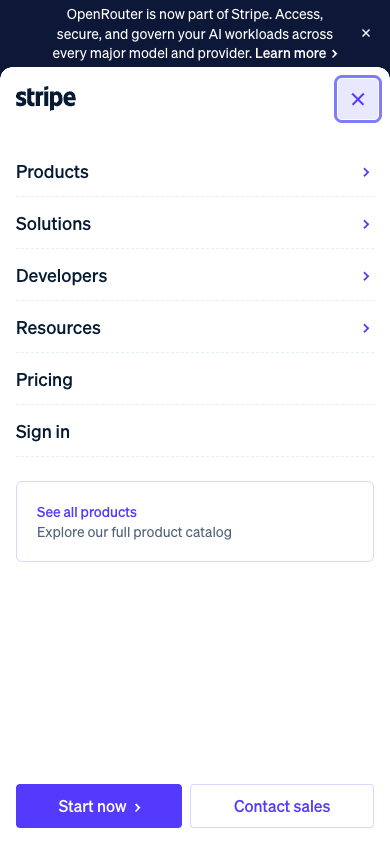 OpenRouter is now part of Stripe. Access,
secure, and govern your AI workloads across
every major model and provider. Learn more
stripe
Products
Solutions
Developers
Resources
Pricing
Sign in
See all products
Explore our full product catalog
Start now
Contact sales